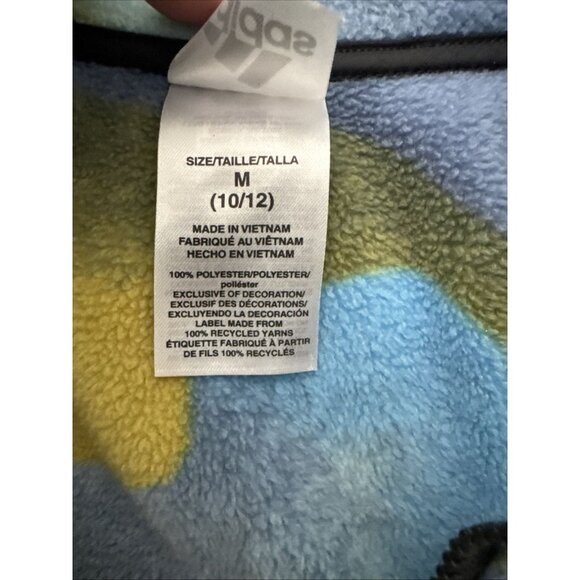 adidas
SIZE/TAILLE/TALLA
M
(10/12)
MADE IN VIETNAM
FABRIQUÉ AU VIÊTNAM
HECHO EN VIETNAM
100% POLYESTER/POLYESTER/
poliéster
EXCLUSIVE OF DECORATION/
EXCLUSIF DES DÉCORATIONS/
EXCLUYENDO LA DECORACIÓN
LABEL MADE FROM
100% RECYCLED YARNS
ÉTIQUETTE FABRIQUÉ À PARTIR
DE FILS 100% RECYCLÉS